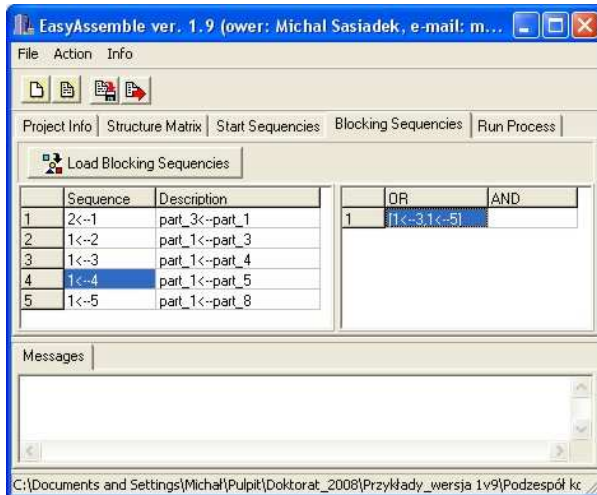 EasyAssemble ver. 1.9 (ower: Michal Sasiadek, e-mail: m...
File Action Info
Project Info Structure Matrix Start Sequencies Blocking Sequencies Run Process
Load Blocking Sequencies
Sequence Description
1 2<--1 part_3<--part_1
2 1<--2 part_1<--part_3
3 1<--3 part_1<--part_4
4 1<--4 part_1<--part_5
5 1<--5 part_1<--part_8
OR AND
1 [1<--3,1<--5]
Messages
C:\Documents and Settings\Michał\Pulpit\Doktorat_2008\Przykłady_wersja 1v9\Podzespół kc